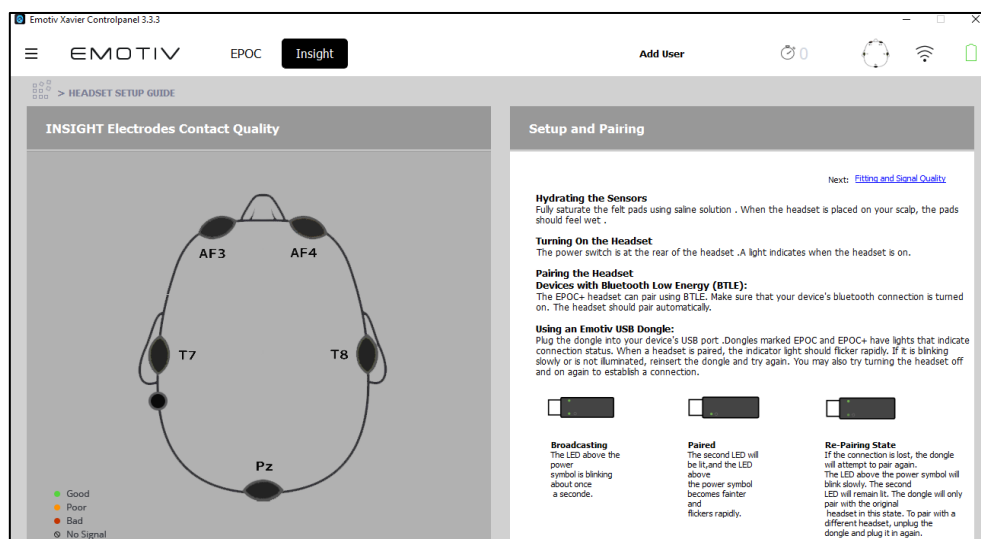 Emotiv Xavier Controlpanel 3.3.3
EMOTIV
EPOC
Insight
Add User
0
> HEADSET SETUP GUIDE
INSIGHT Electrodes Contact Quality
AF3
AF4
T7
T8
Pz
Good
Poor
Bad
No Signal
Setup and Pairing
Next: Fitting and Signal Quality
Hydrating the Sensors
Fully saturate the felt pads using saline solution . When the headset is placed on your scalp, the pads
should feel wet .
Turning On the Headset
The power switch is at the rear of the headset .A light indicates when the headset is on.
Pairing the Headset
Devices with Bluetooth Low Energy (BTLE):
The EPOC+ headset can pair using BTLE. Make sure that your device's bluetooth connection is turned
on. The headset should pair automatically.
Using an Emotiv USB Dongle:
Plug the dongle into your device's USB port .Dongles marked EPOC and EPOC+ have lights that indicate
connection status. When a headset is paired, the indicator light should flicker rapidly. If it is blinking
slowly or is not illuminated, reinsert the dongle and try again. You may also try turning the headset off
and on again to establish a connection.
Broadcasting
The LED above the
power
symbol is blinking
about once
a seconde.
Paired
The second LED will
be lit,and the LED
above
the power symbol
becomes fainter
and
flickers rapidly.
Re-Pairing State
If the connection is lost, the dongle
will attempt to pair again.
The LED above the power symbol will
blink slowly. The second
LED will remain lit. The dongle will only
pair with the original
headset in this state. To pair with a
different headset, unplug the
dongle and plug it in again.